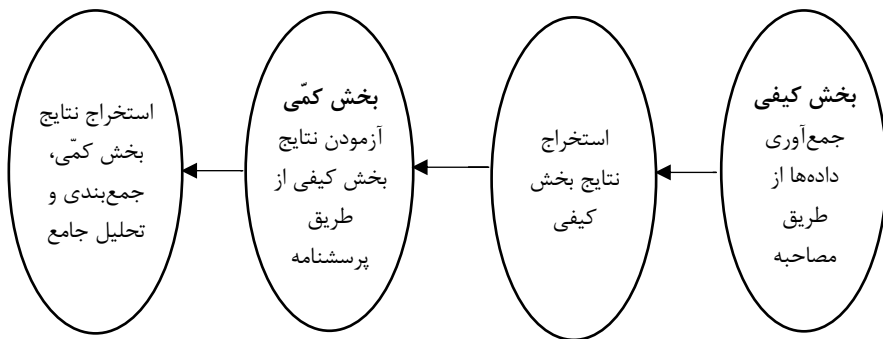 بخش کیفی
جمع‌آوری
داده‌ها از
طریق
مصاحبه
استخراج
نتایج بخش
کیفی
بخش کمّی
آزمودن نتایج
بخش کیفی از
طریق
پرسشنامه
استخراج نتایج
بخش کمّی،
جمع‌بندی و
تحلیل جامع